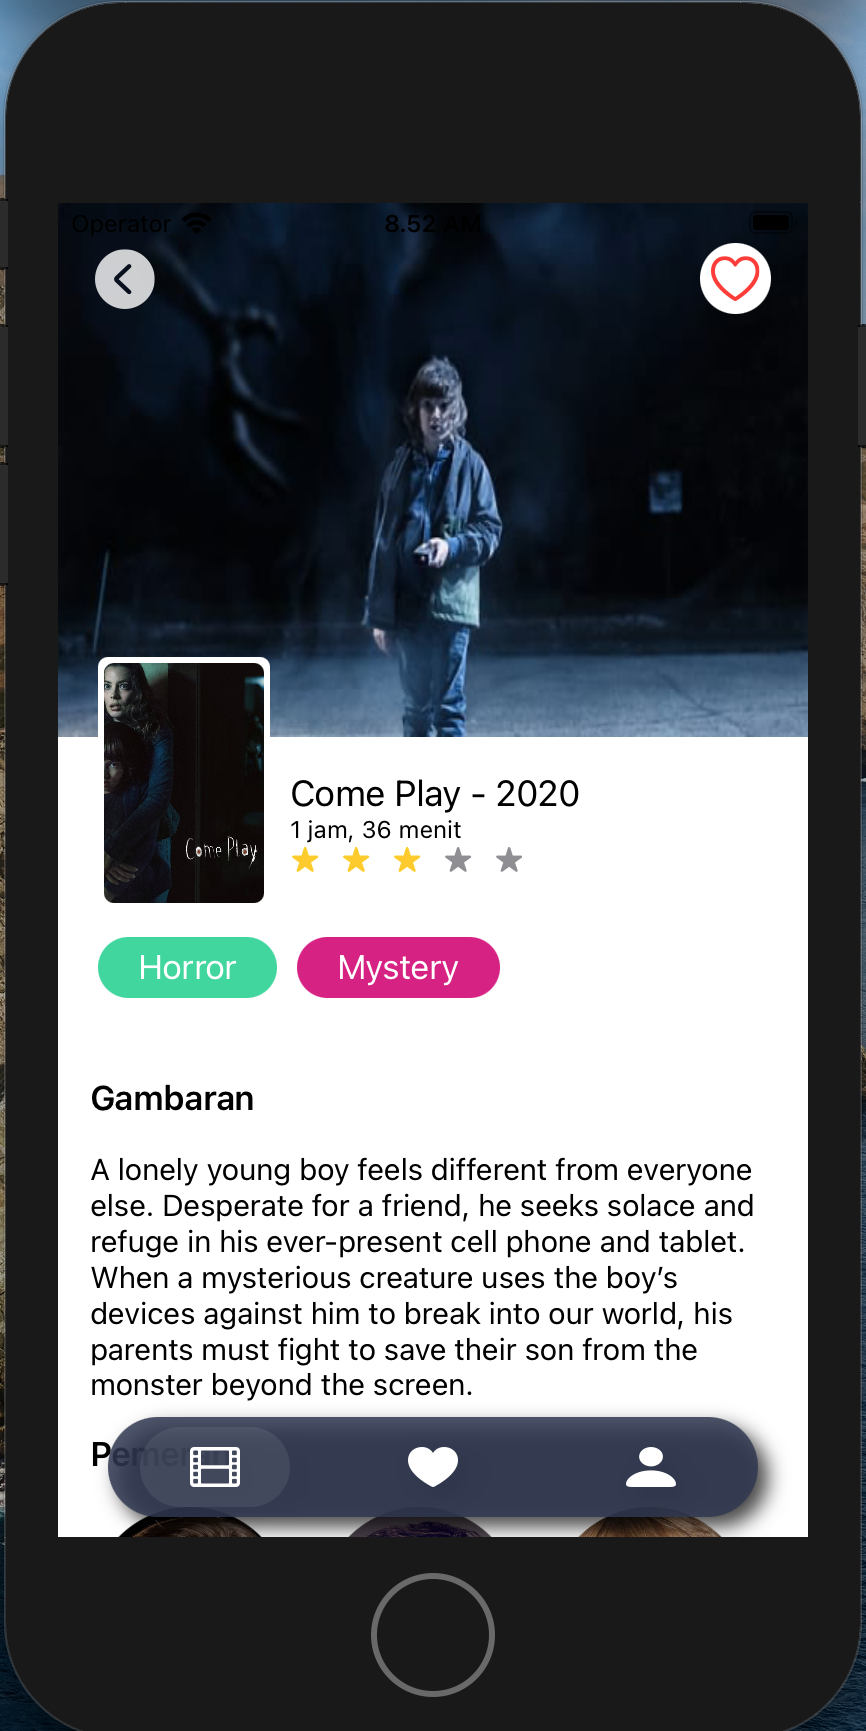 Operator 8.52 AM
Come Play
Come Play - 2020
1 jam, 36 menit
Horror Mystery
Gambaran
A lonely young boy feels different from everyone
else. Desperate for a friend, he seeks solace and
refuge in his ever-present cell phone and tablet.
When a mysterious creature uses the boy’s
devices against him to break into our world, his
parents must fight to save their son from the
monster beyond the screen.